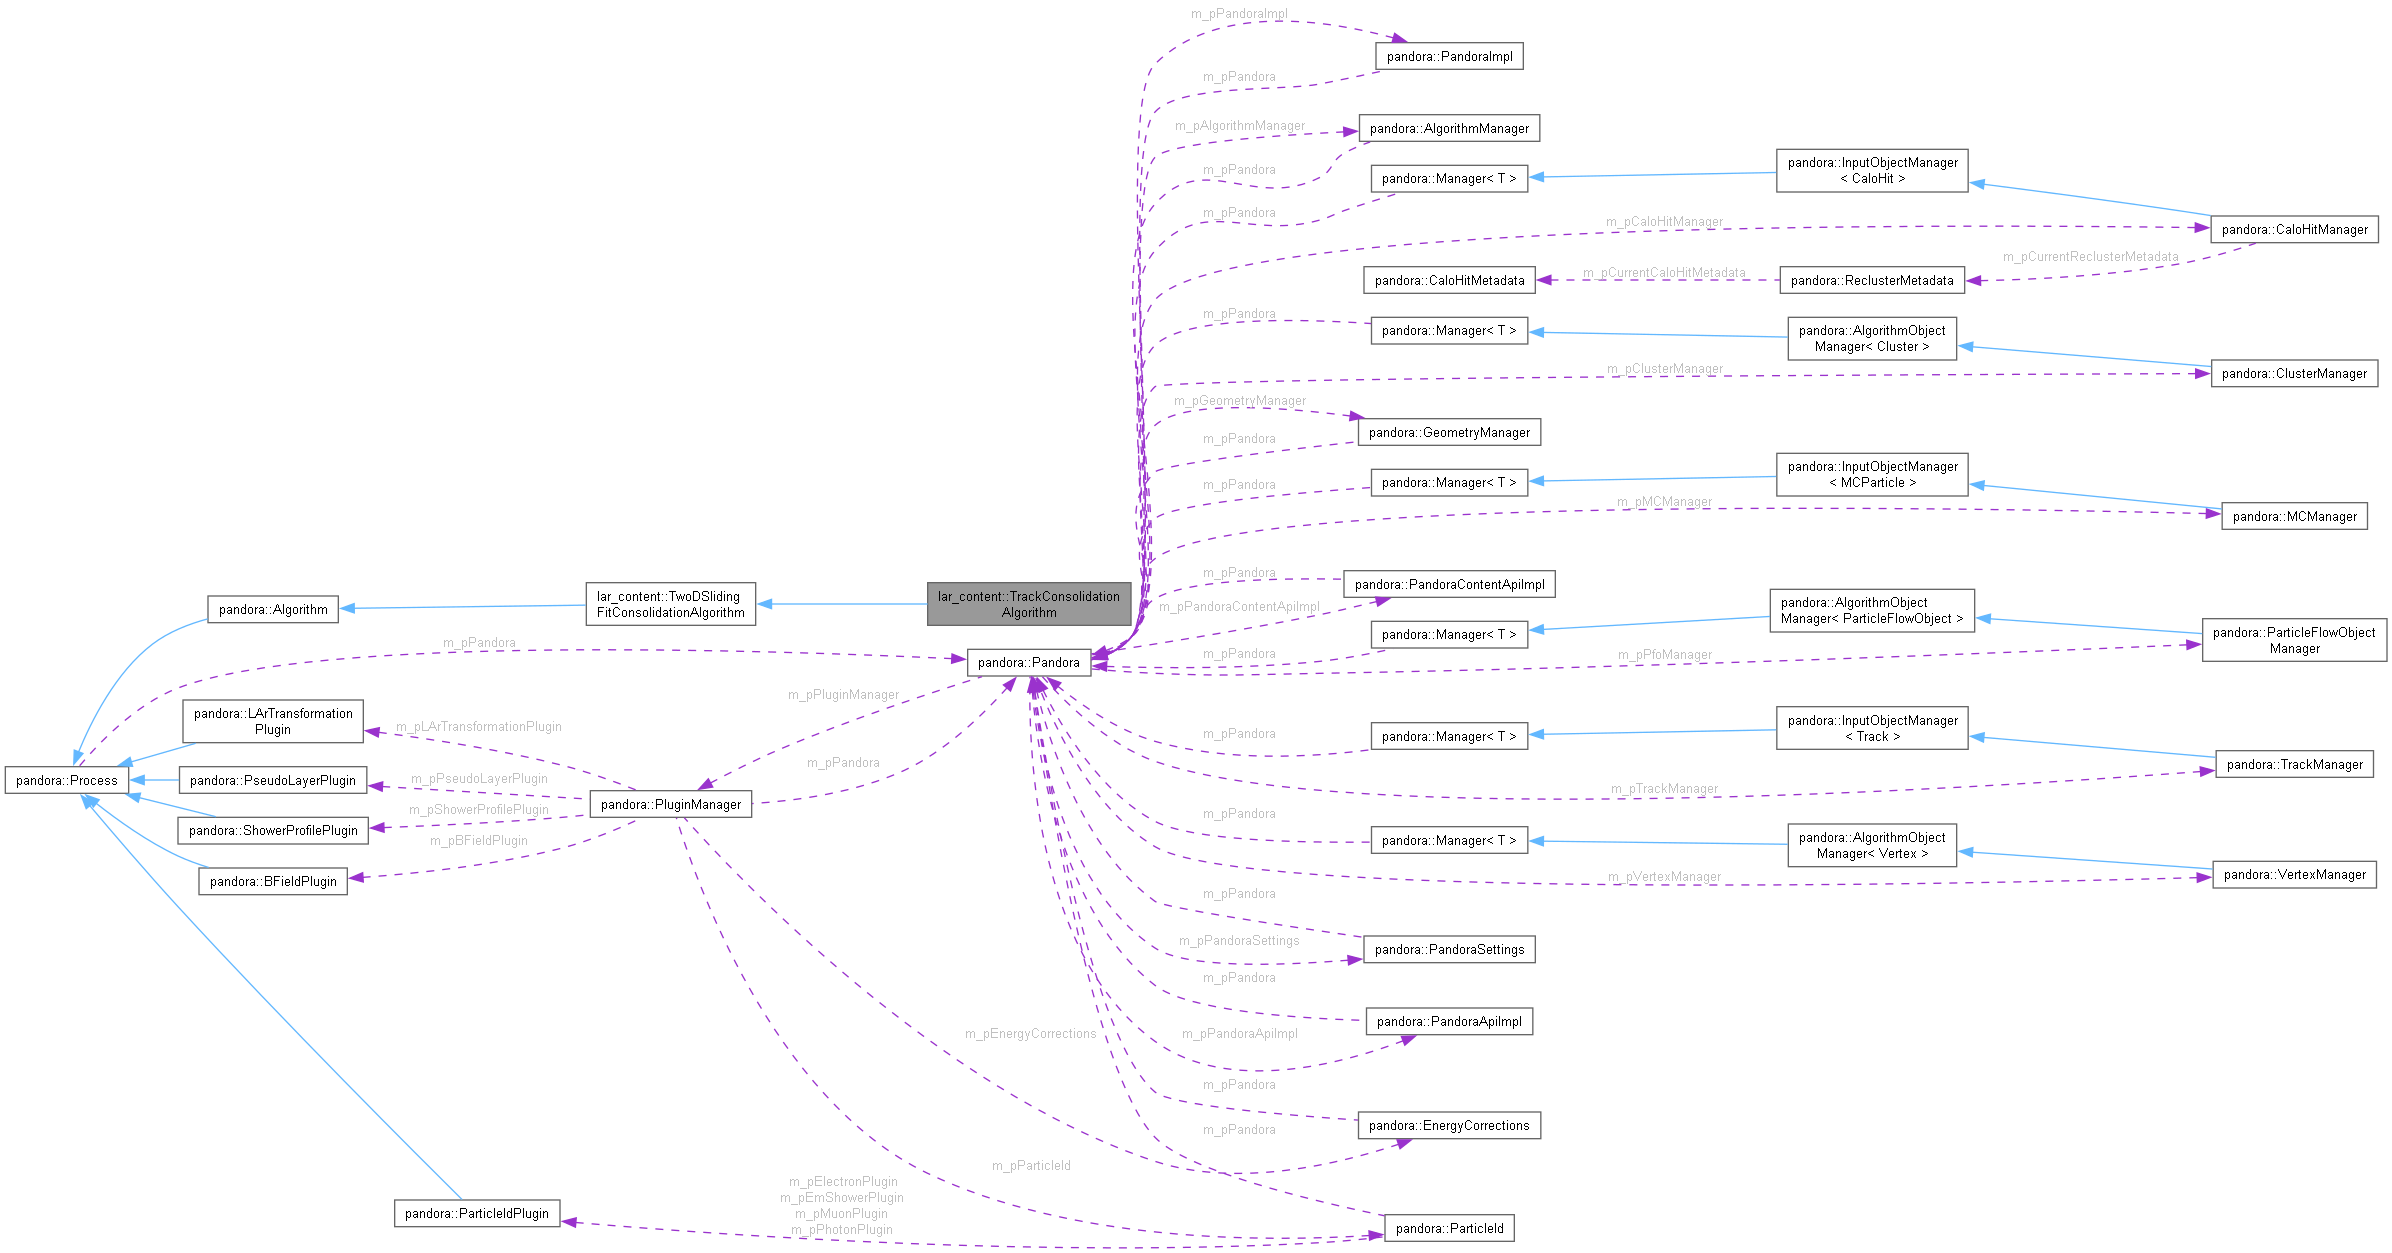 m_pPandoraImpl
pandora::PandoraImpl
m_pPandora
m_pAlgorithmManager
pandora::AlgorithmManager
m_pPandora
pandora::Manager< T >
pandora::InputObjectManager
< CaloHit >
m_pPandora
m_pCaloHitManager
pandora::CaloHitManager
m_pCurrentReclusterMetadata
pandora::CaloHitMetadata
m_pCurrentCaloHitMetadata
pandora::ReclusterMetadata
m_pPandora
pandora::Manager< T >
pandora::AlgorithmObject
Manager< Cluster >
m_pClusterManager
pandora::ClusterManager
m_pGeometryManager
pandora::GeometryManager
m_pPandora
m_pPandora
pandora::Manager< T >
pandora::InputObjectManager
< MCParticle >
m_pMCManager
pandora::MCManager
m_pPandora
pandora::PandoraContentApiImpl
m_pPandoraContentApiImpl
pandora::Algorithm
lar_content::TwoDSliding
FitConsolidationAlgorithm
lar_content::TrackConsolidation
Algorithm
pandora::Manager< T >
pandora::AlgorithmObject
Manager< ParticleFlowObject >
pandora::ParticleFlowObject
Manager
m_pPandora
m_pPandora
m_pPfoManager
pandora::Pandora
m_pPluginManager
pandora::LArTransformation
Plugin
m_pLArTransformationPlugin
m_pPandora
pandora::Manager< T >
pandora::InputObjectManager
< Track >
pandora::TrackManager
m_pTrackManager
pandora::Process
pandora::PseudoLayerPlugin
m_pPseudoLayerPlugin
m_pPandora
pandora::PluginManager
m_pShowerProfilePlugin
pandora::ShowerProfilePlugin
m_pBFieldPlugin
pandora::BFieldPlugin
m_pPandora
pandora::Manager< T >
pandora::AlgorithmObject
Manager< Vertex >
m_pVertexManager
pandora::VertexManager
m_pPandora
m_pPandoraSettings
pandora::PandoraSettings
m_pPandora
pandora::PandoraApiImpl
m_pPandoraApiImpl
m_pEnergyCorrections
m_pPandora
pandora::EnergyCorrections
m_pPandora
m_pParticleId
m_pElectronPlugin
m_pEmShowerPlugin
m_pMuonPlugin
m_pPhotonPlugin
pandora::ParticleIdPlugin
pandora::ParticleId